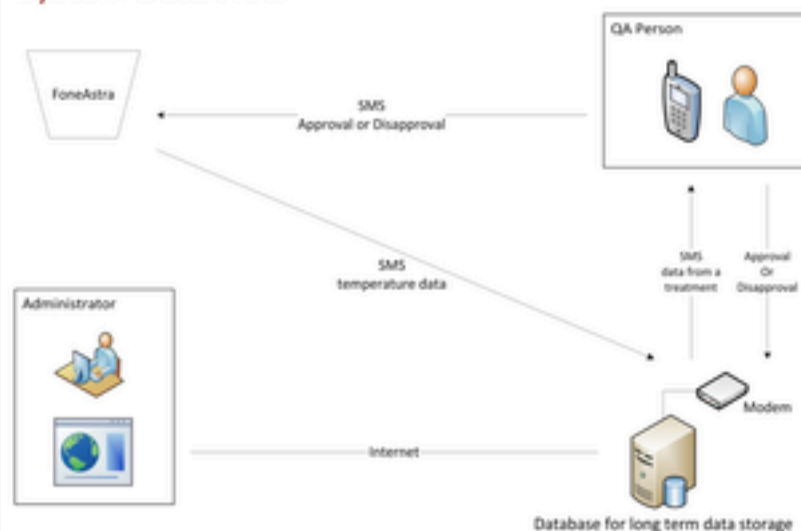 QA Person
FoneAstra
SMS
Approval or Disapproval
SMS
data from a
treatment
Approval
Or
Disapproval
SMS
temperature data
Administrator
Modem
Internet
Database for long term data storage